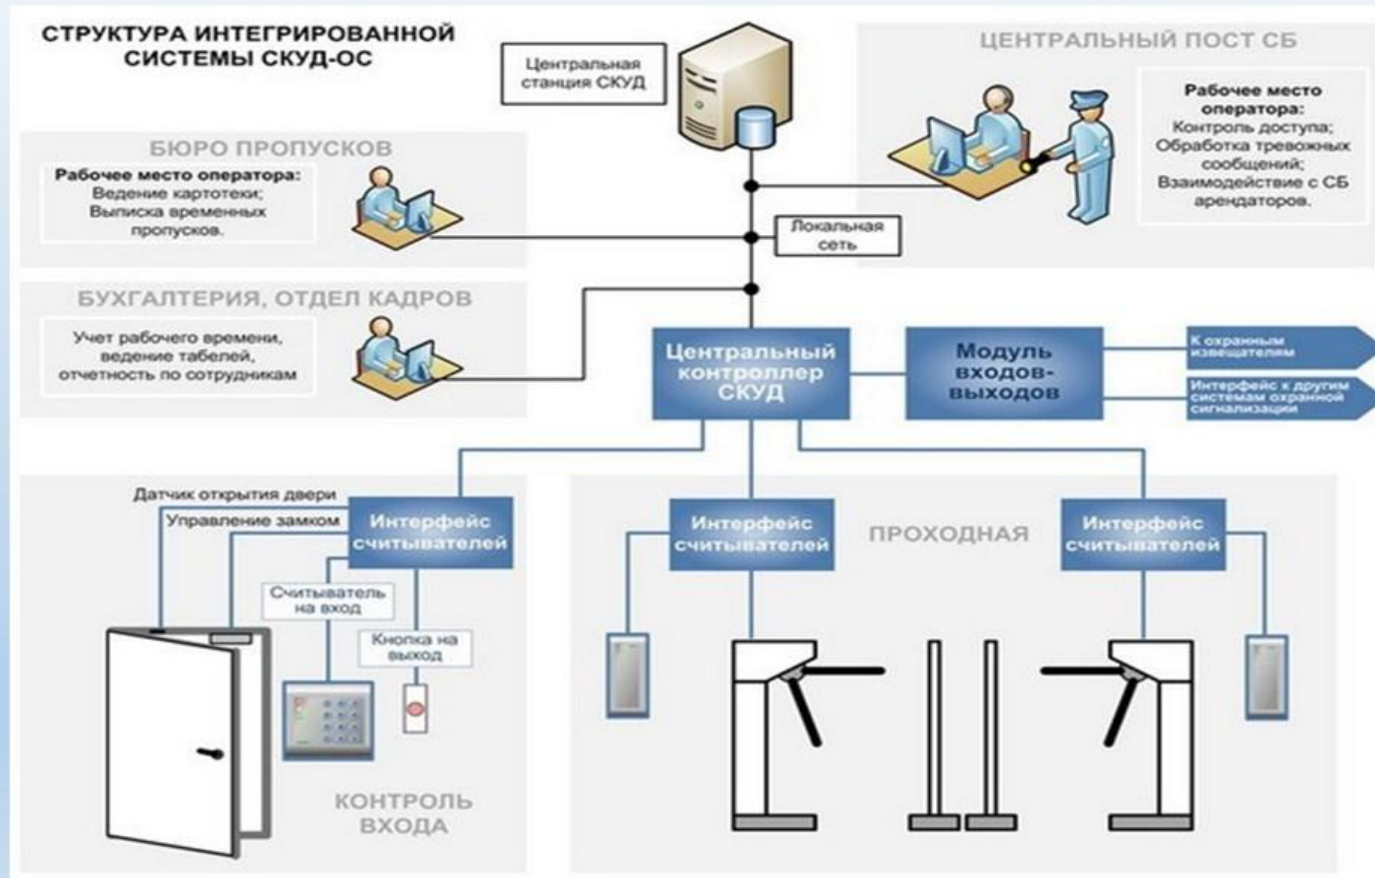 СТРУКТУРА ИНТЕГРИРОВАННОЙ
СИСТЕМЫ СКУД-ОС
Центральная
станция СКУД
ЦЕНТРАЛЬНЫЙ ПОСТ СБ
Рабочее место
оператора:
Контроль доступа;
Обработка тревожных
сообщений;
Взаимодействие с СБ
арендаторов.
БЮРО ПРОПУСКОВ
Рабочее место оператора:
Ведение картотеки;
Выписка временных
пропусков.
Локальная
сеть
БУХГАЛТЕРИЯ, ОТДЕЛ КАДРОВ
Учет рабочего времени,
ведение табелей,
отчетность по сотрудникам
Центральный
контроллер
СКУД
Модуль
входов-
выходов
К охранным
извещателям
Интерфейс к другим
системам охранной
сигнализации
Датчик открытия двери
Управление замком
Интерфейс
считывателей
Считыватель
на вход
Кнопка на
выход
КОНТРОЛЬ
ВХОДА
Интерфейс
считывателей
ПРОХОДНАЯ
Интерфейс
считывателей